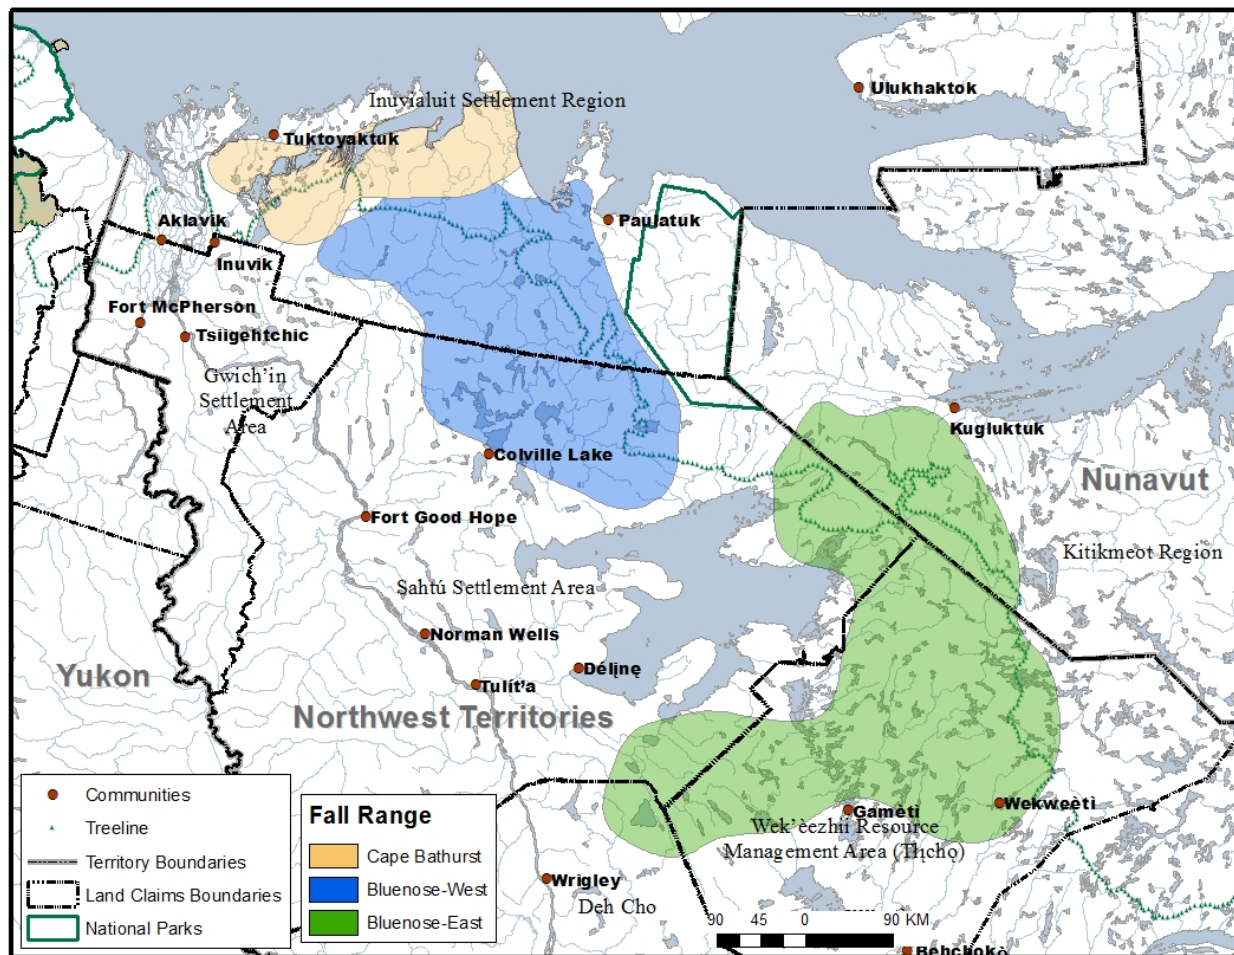 Ulukhaktok
Inuvialuit Settlement Region
Tuktoyaktuk
Aklavik
Paulatuk
Inuvik
Fort McPherson
Tsiigehtchic
Gwich'in
Settlement
Area
Kugluktuk
Colville Lake
Nunavut
Fort Good Hope
Kitikmeot Region
Sahtú Settlement Area
Norman Wells
Délı̨nę
Yukon
Tulít'a
Northwest Territories
Communities
Treeline
Territory Boundaries
Land Claims Boundaries
National Parks
Fall Range
Cape Bathurst
Bluenose-West
Bluenose-East
Wekweètì
Gamètì
Wek'èezhıı Resource
Management Area (Tłı̨chǫ)
Wrigley
Deh Cho
90 45 0 90 KM
Behchokǫ̀